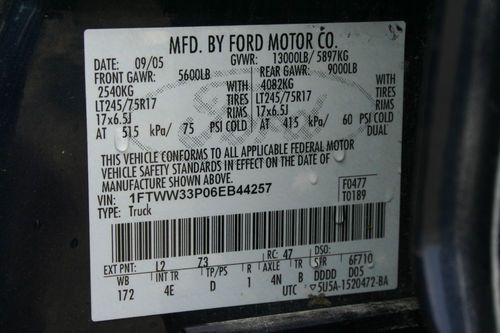 MFD. BY FORD MOTOR CO.
DATE: 09/05 GVWR: 13000LB/ 5897KG
FRONT GAWR: 5600LB REAR GAWR: 9000LB
2540KG WITH 4082KG WITH
LT245/75R17 TIRES LT245/75R17 TIRES
17x6.5J RIMS 17x6.5J RIMS
AT 515 kPa/ 75 PSI COLD AT 415 kPa/ 60 PSI COLD
DUAL
THIS VEHICLE CONFORMS TO ALL APPLICABLE FEDERAL MOTOR
VEHICLE SAFETY STANDARDS IN EFFECT ON THE DATE OF
MANUFACTURE SHOWN ABOVE.
VIN: 1FTWW33P06EB44257 F0477
TYPE: Truck T0189
EXT PNT: L2 Z3 RC: 47 DSO:
WB INT TR TP/PS R AXLE TR SPR 6F710
172 4E D 1 4N B DDDD D05
UTC ▽5U5A-1520472-BA